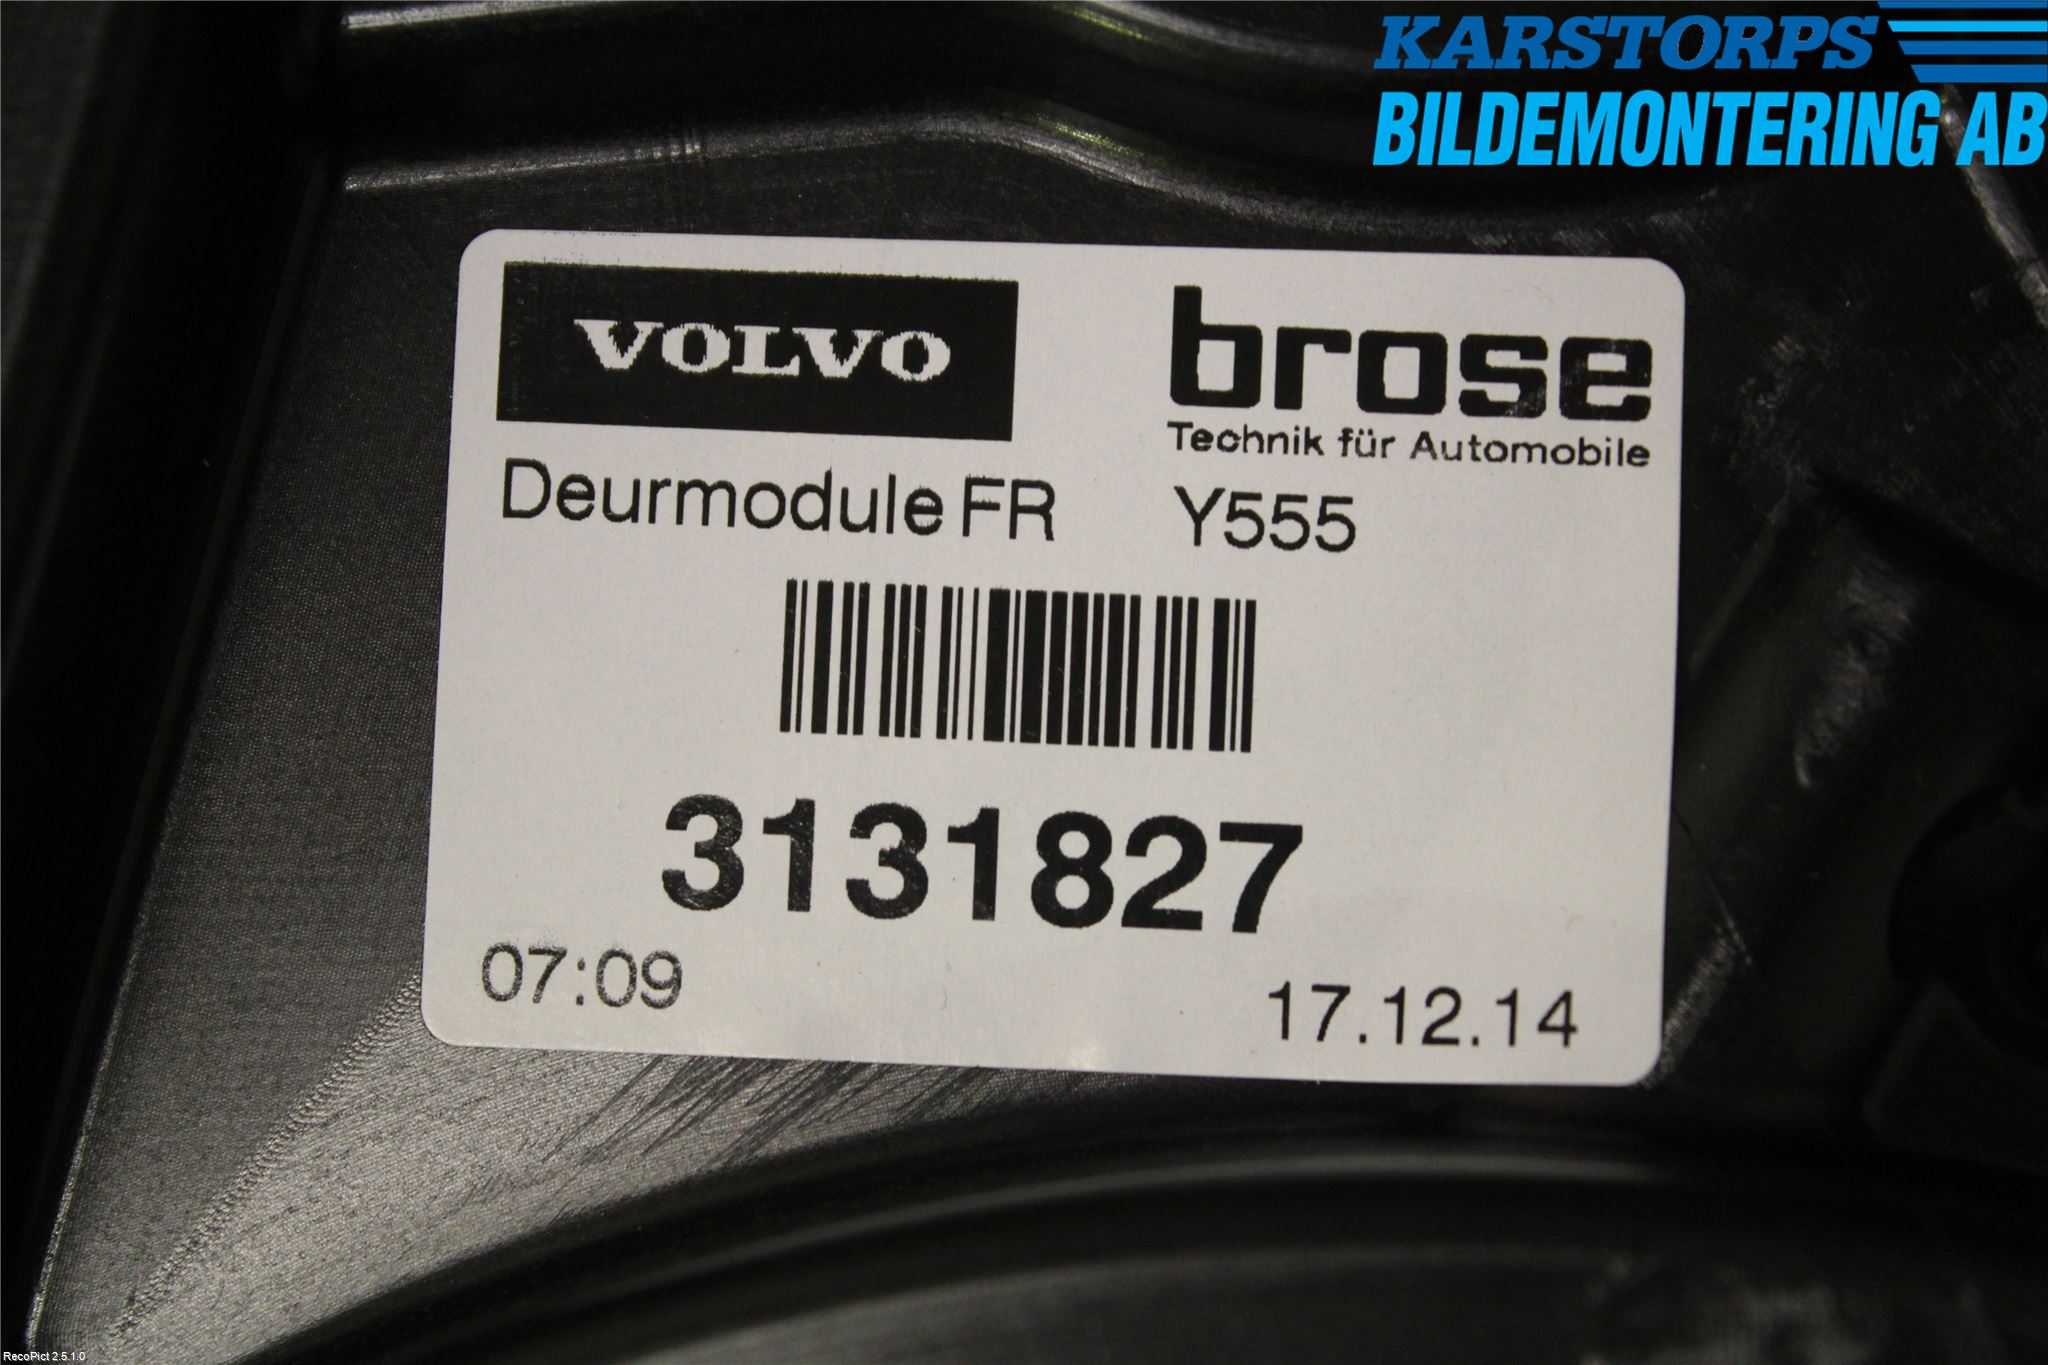 KARSTORPS
BILDEMONTERING AB
VOLVO
brose
Technik für Automobile
Deurmodule FR Y555
3131827
07:09
17.12.14
RecoPict 2.5.1.0